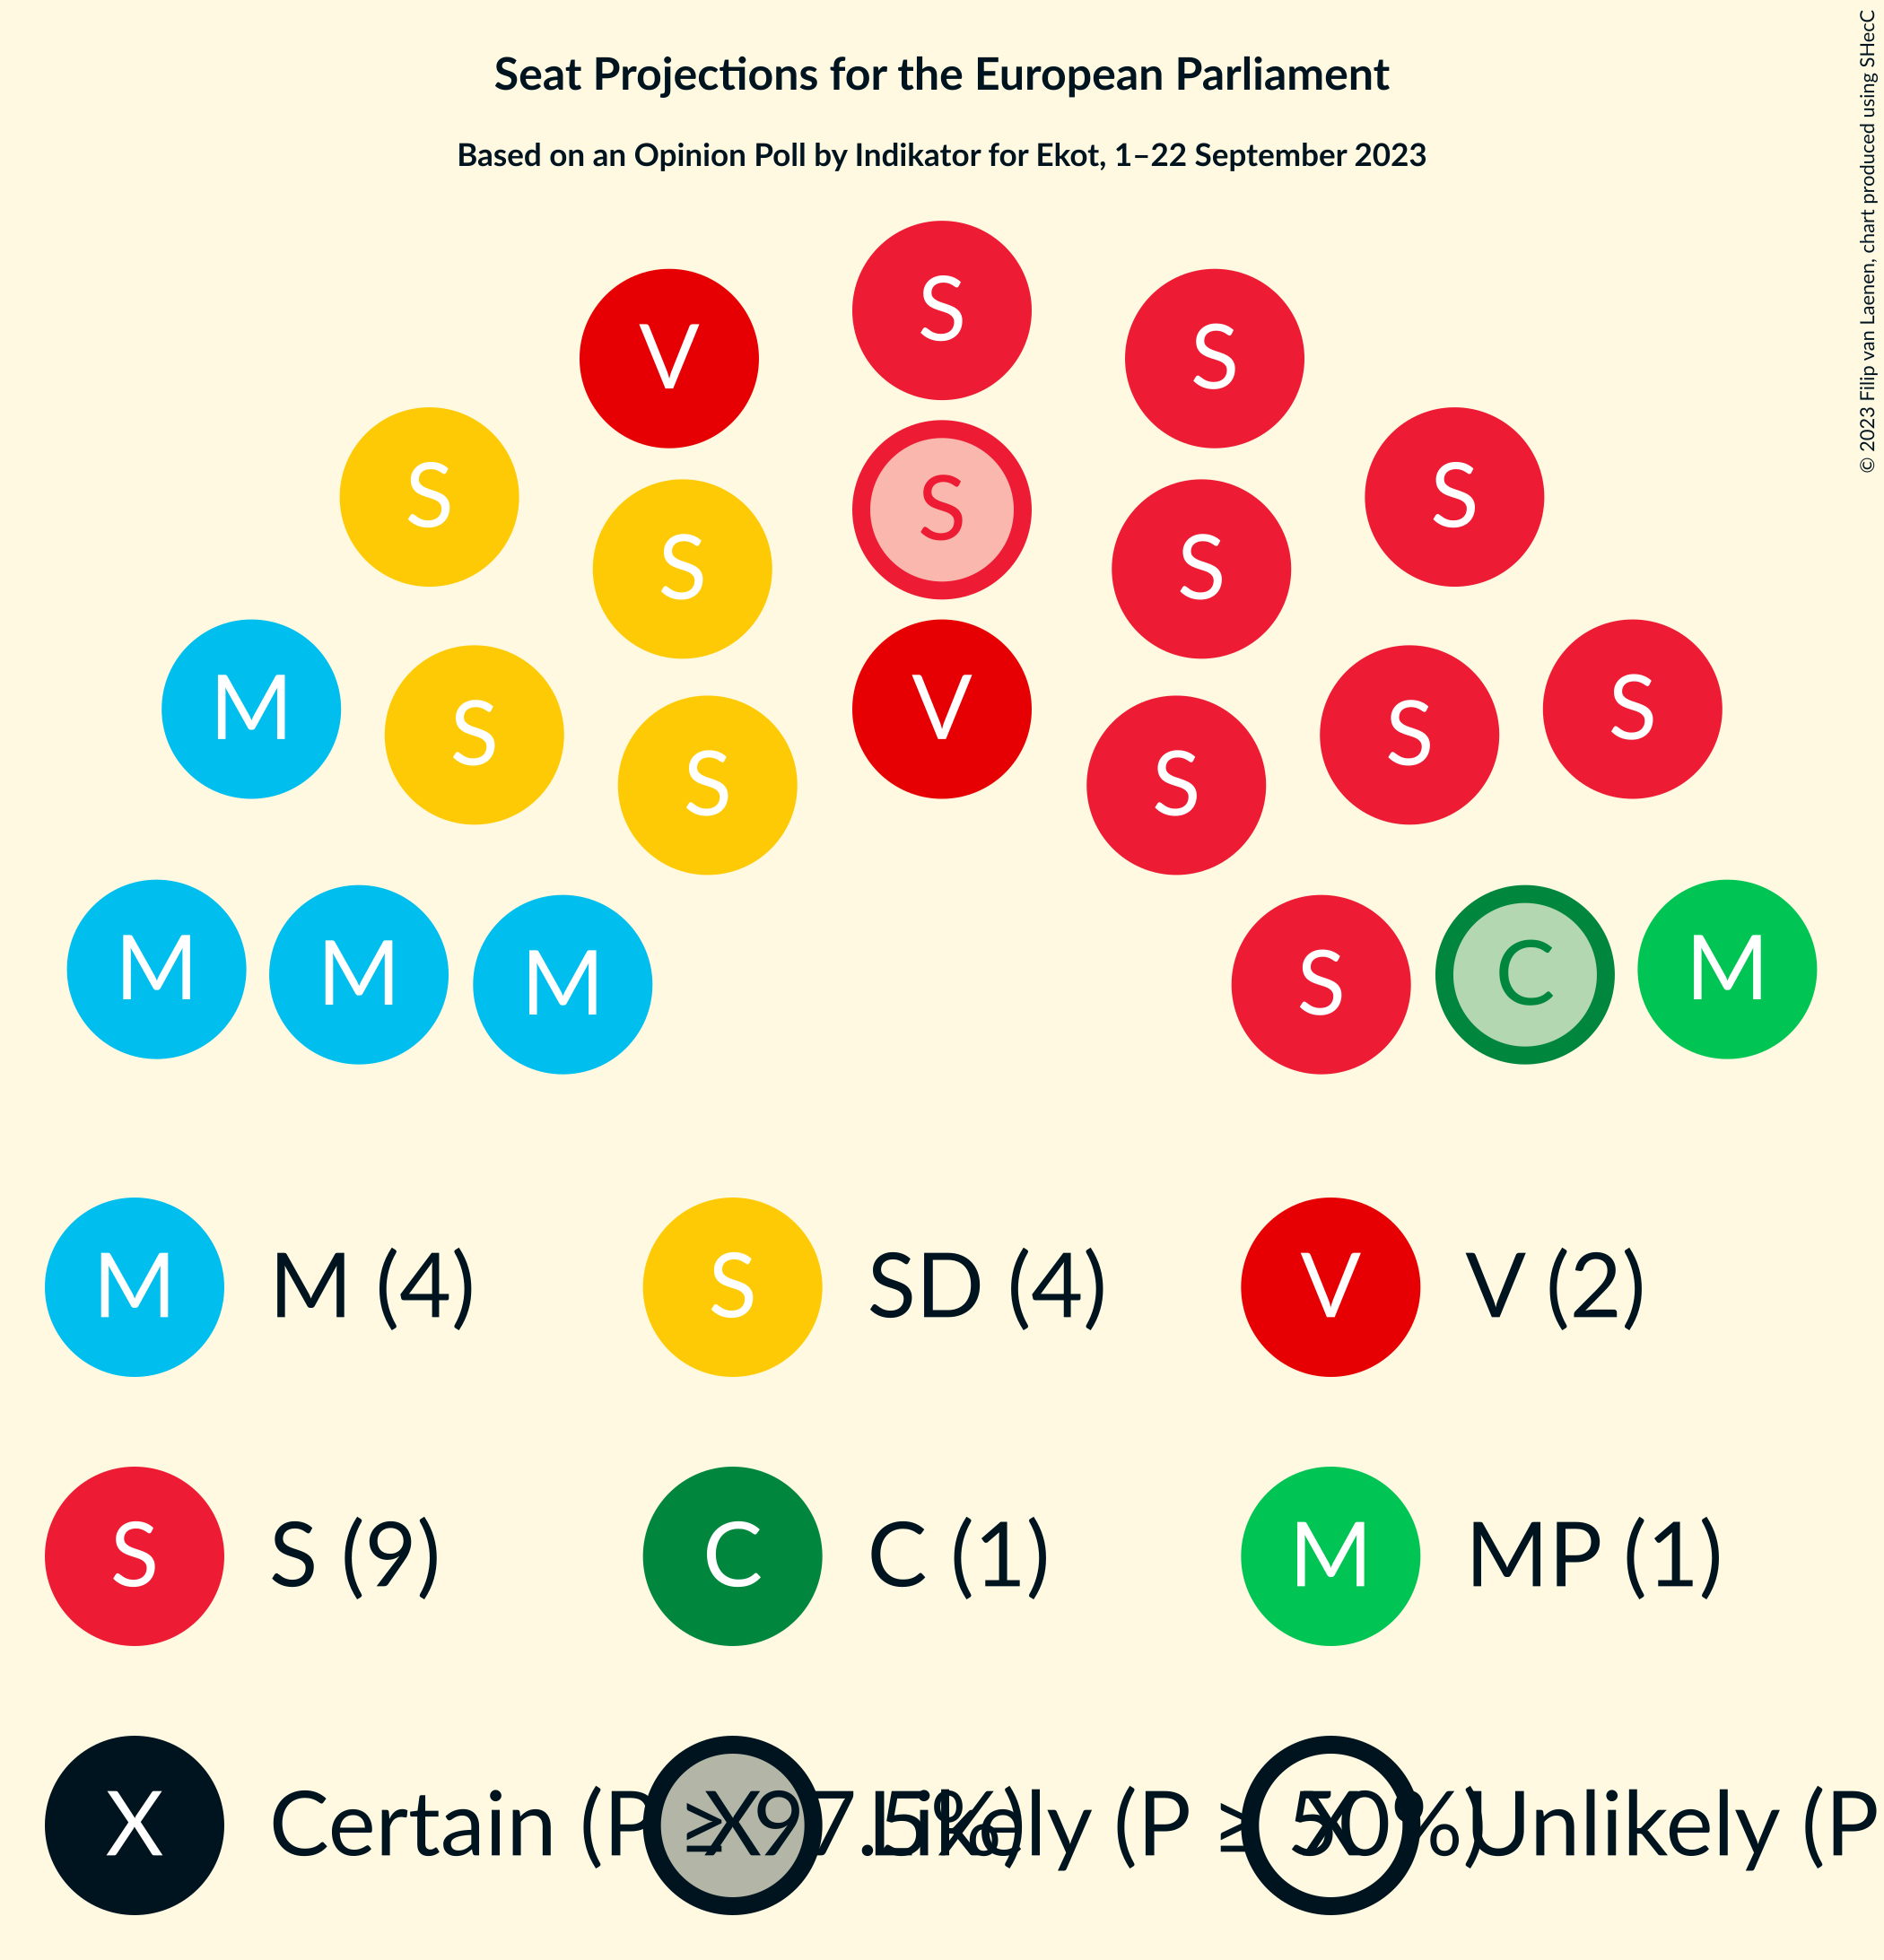 Seat Projections for the European Parliament
Based on an Opinion Poll by Indikator for Ekot, 1–22 September 2023
© 2023 Filip van Laenen, chart produced using SHecC
S
V S
S S
S
S S
M S
S S
V
S S
M M
M M
S C
M M (4) S SD (4) V V (2)
S S (9) C C (1) M MP (1)
X Certain (P ≥ 97.5%) X Likely (P ≥ 50%) X Unlikely (P